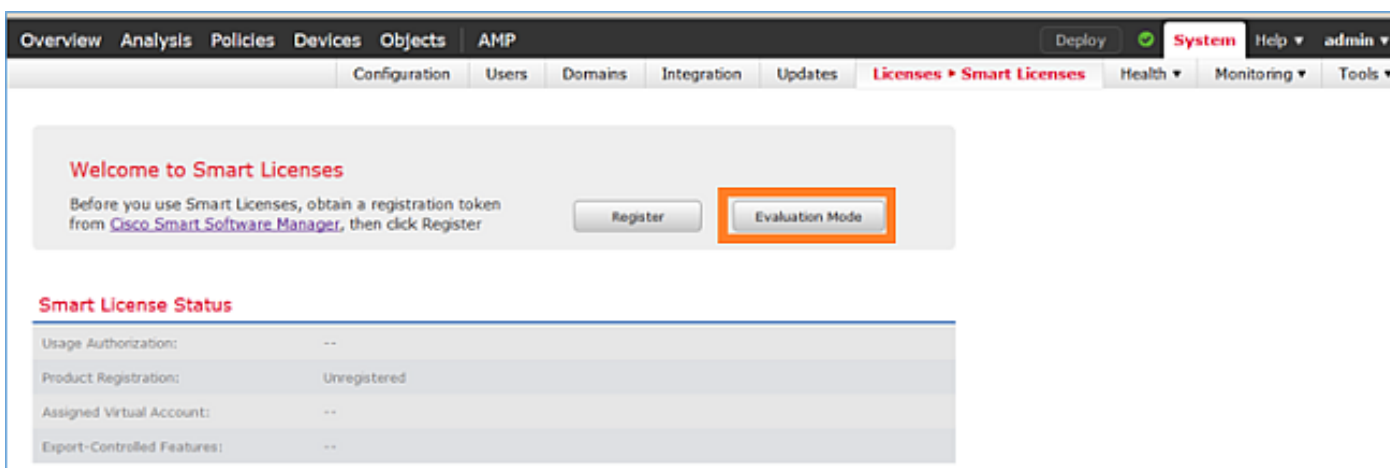 Overview Analysis Policies Devices Objects AMP Deploy System Help ▾ admin ▾
Configuration Users Domains Integration Updates Licenses ▸ Smart Licenses Health ▾ Monitoring ▾ Tools ▾
Welcome to Smart Licenses
Before you use Smart Licenses, obtain a registration token
from Cisco Smart Software Manager, then click Register
Register Evaluation Mode
Smart License Status
Usage Authorization: --
Product Registration: Unregistered
Assigned Virtual Account: --
Export-Controlled Features: --